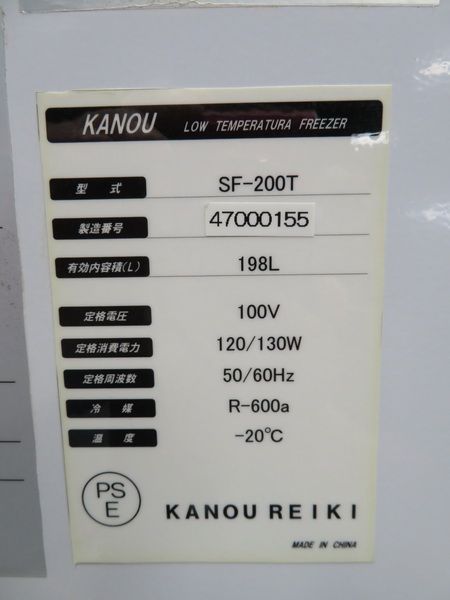 KANOU LOW TEMPERATURA FREEZER
型式 SF-200T
製造番号 47000155
有効内容積(L) 198L
定格電圧 100V
定格消費電力 120/130W
定格周波数 50/60Hz
冷媒 R-600a
温度 -20℃
PS
E
KANOU REIKI
MADE IN CHINA